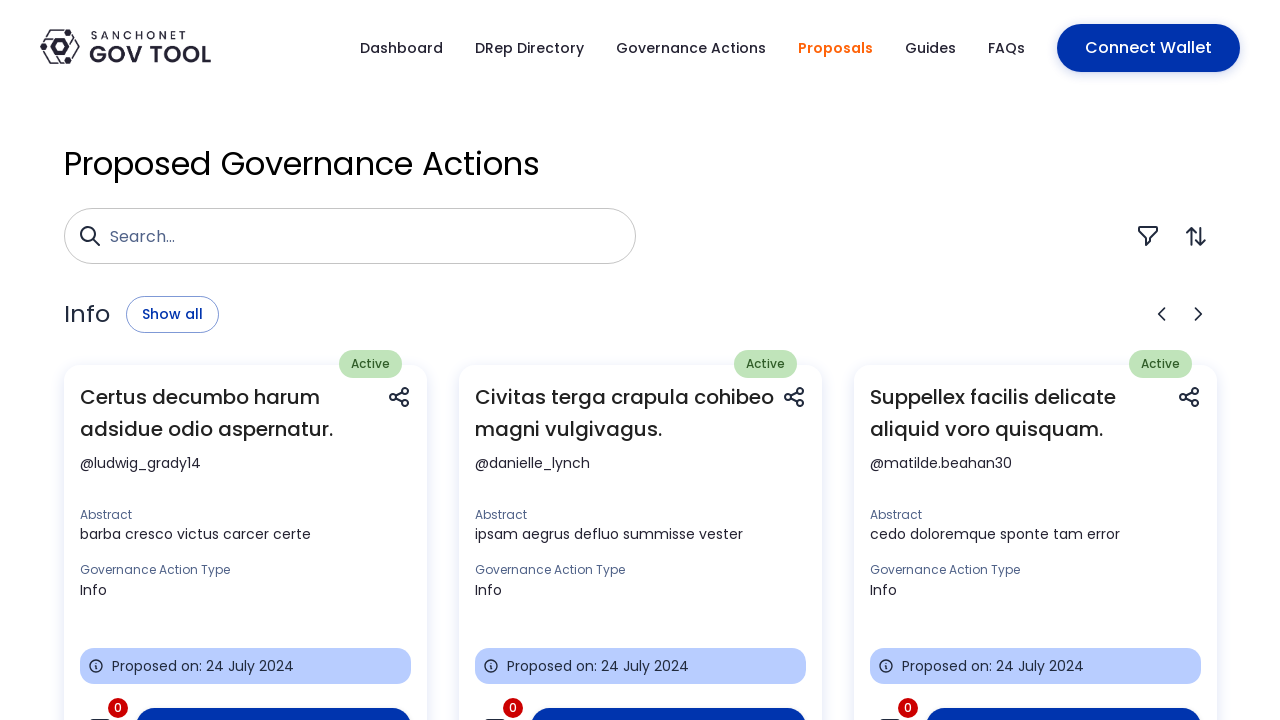 SANCHONET
GOV TOOL
Dashboard
DRep Directory
Governance Actions
Proposals
Guides
FAQs
Connect Wallet
Proposed Governance Actions
Search...
Info
Show all
Active
Certus decumbo harum
adsidue odio aspernatur.
@ludwig_grady14
Abstract
barba cresco victus carcer certe
Governance Action Type
Info
Proposed on: 24 July 2024
0
Active
Civitas terga crapula cohibeo
magni vulgivagus.
@danielle_lynch
Abstract
ipsam aegrus defluo summisse vester
Governance Action Type
Info
Proposed on: 24 July 2024
0
Active
Suppellex facilis delicate
aliquid voro quisquam.
@matilde.beahan30
Abstract
cedo doloremque sponte tam error
Governance Action Type
Info
Proposed on: 24 July 2024
0